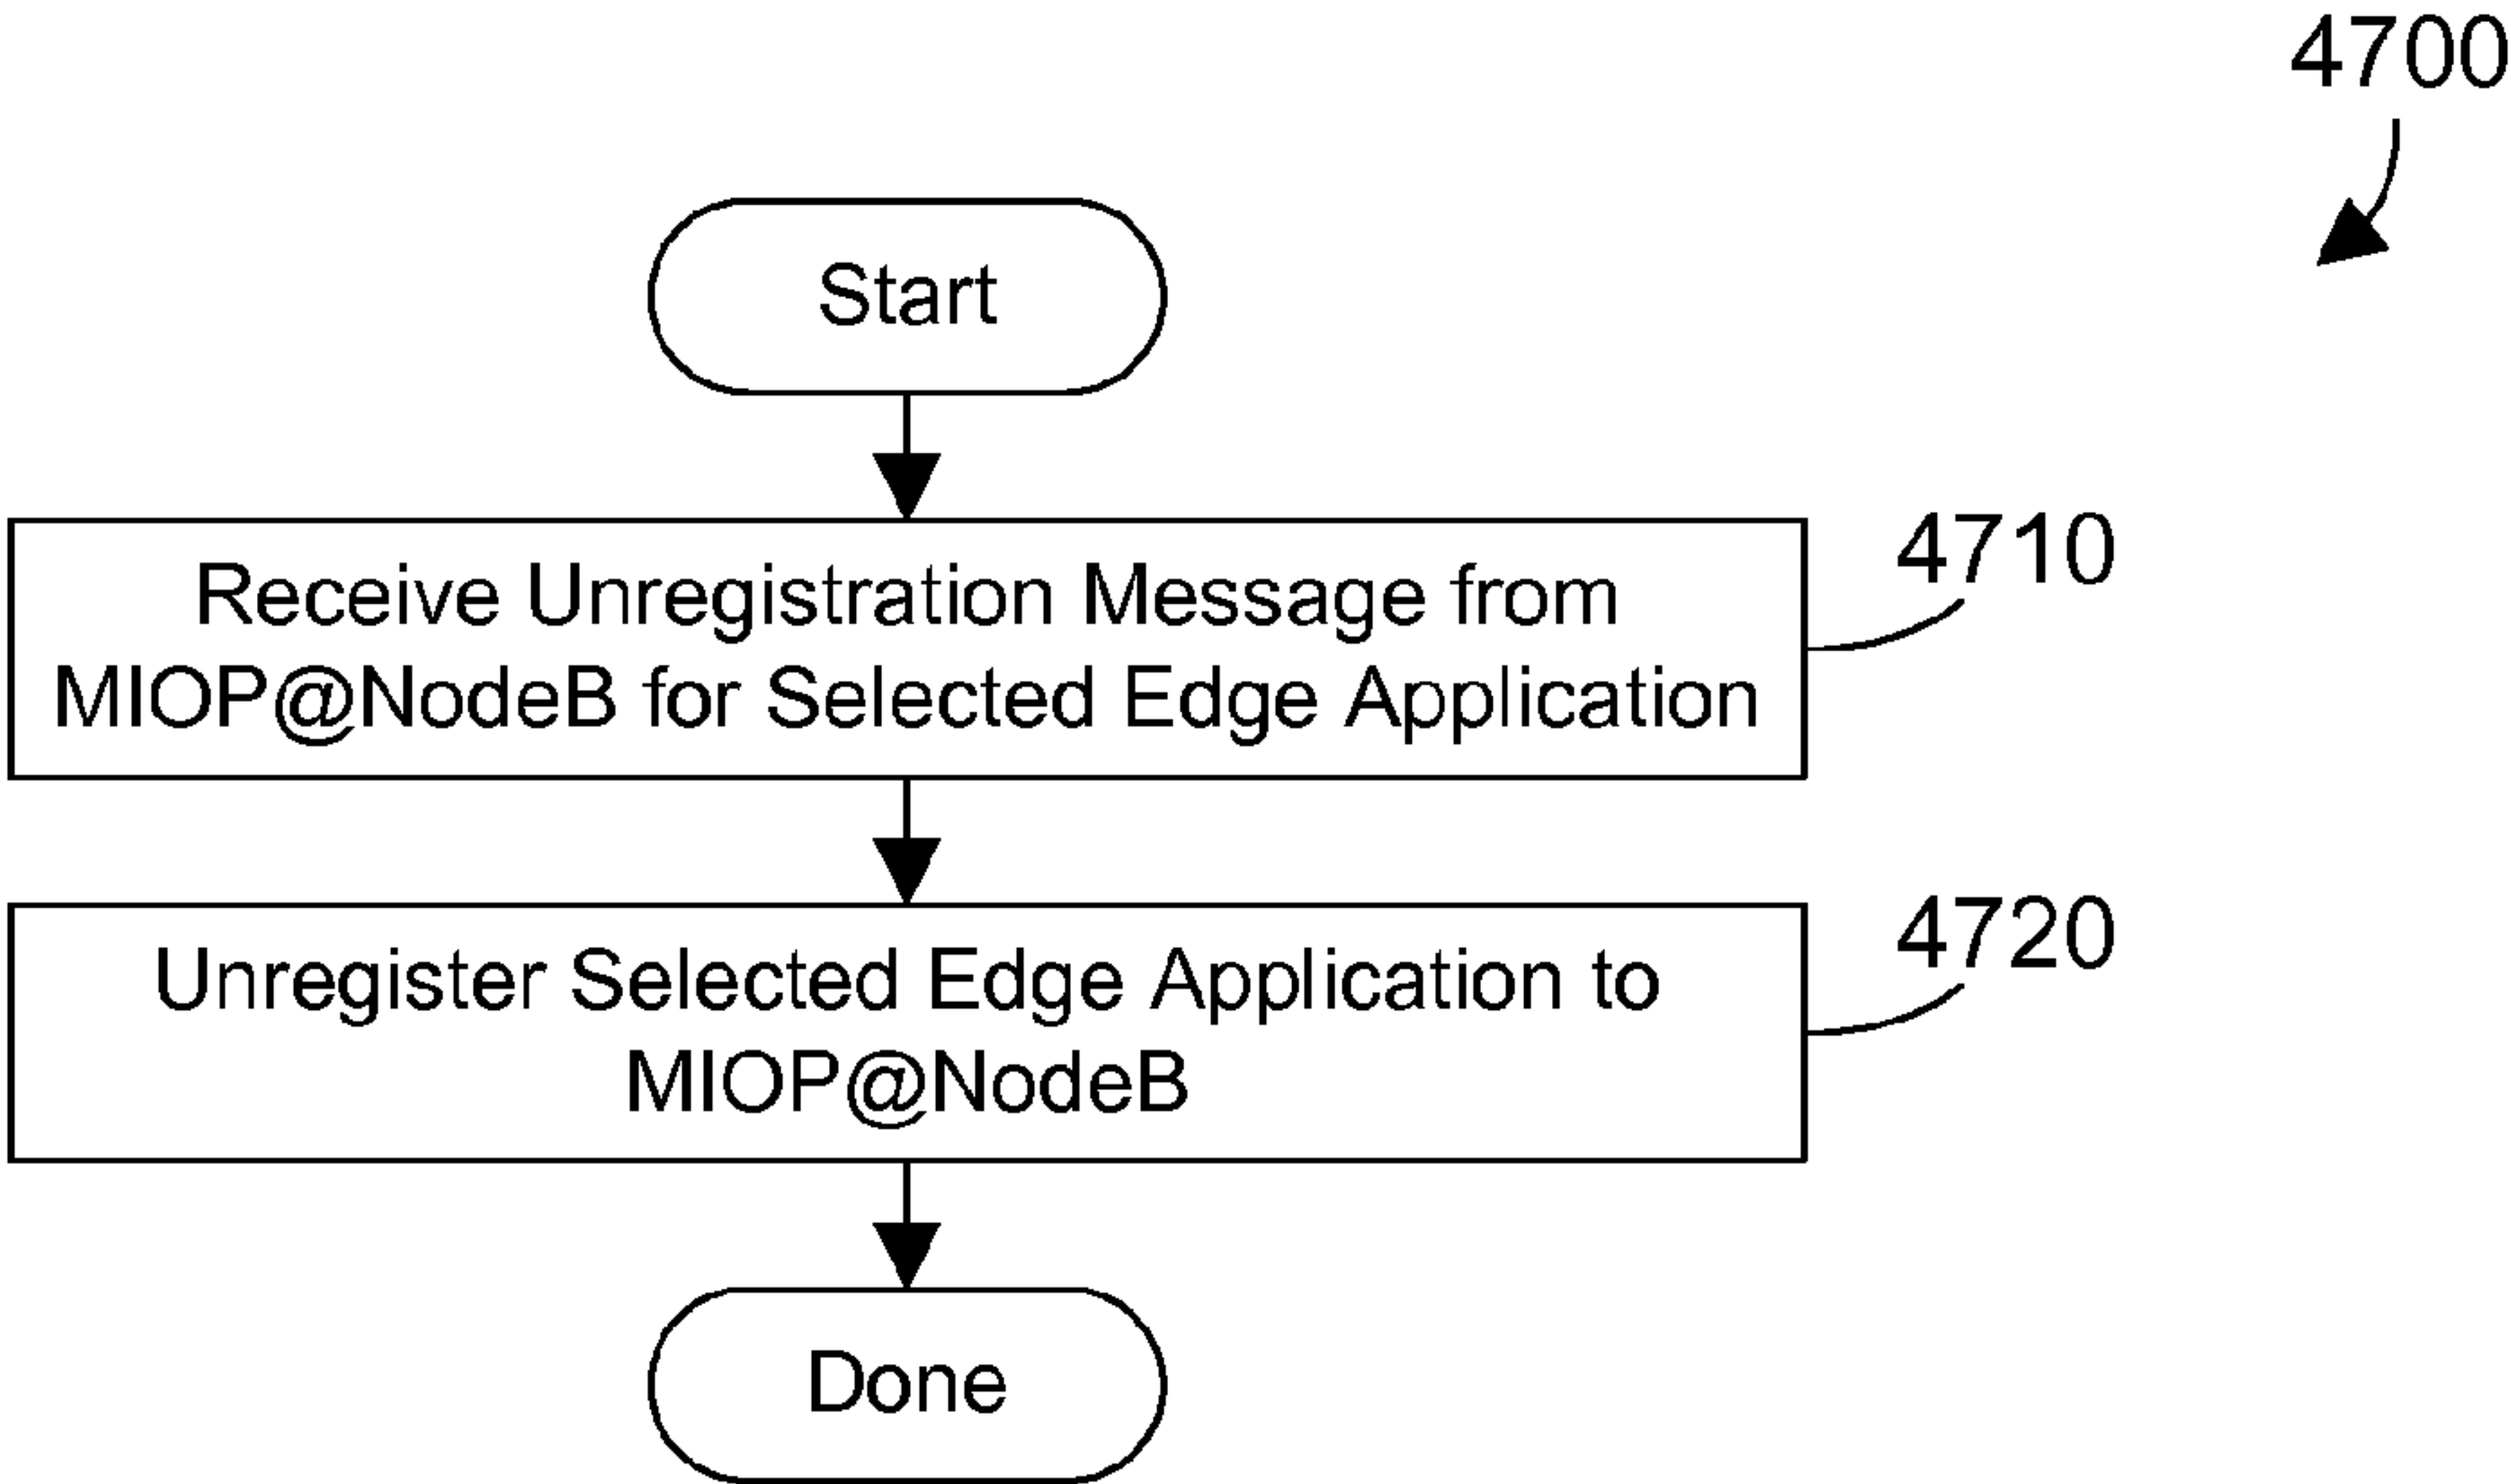 4700
Start
Receive Unregistration Message from
MIOP@NodeB for Selected Edge Application
4710
Unregister Selected Edge Application to
MIOP@NodeB
4720
Done